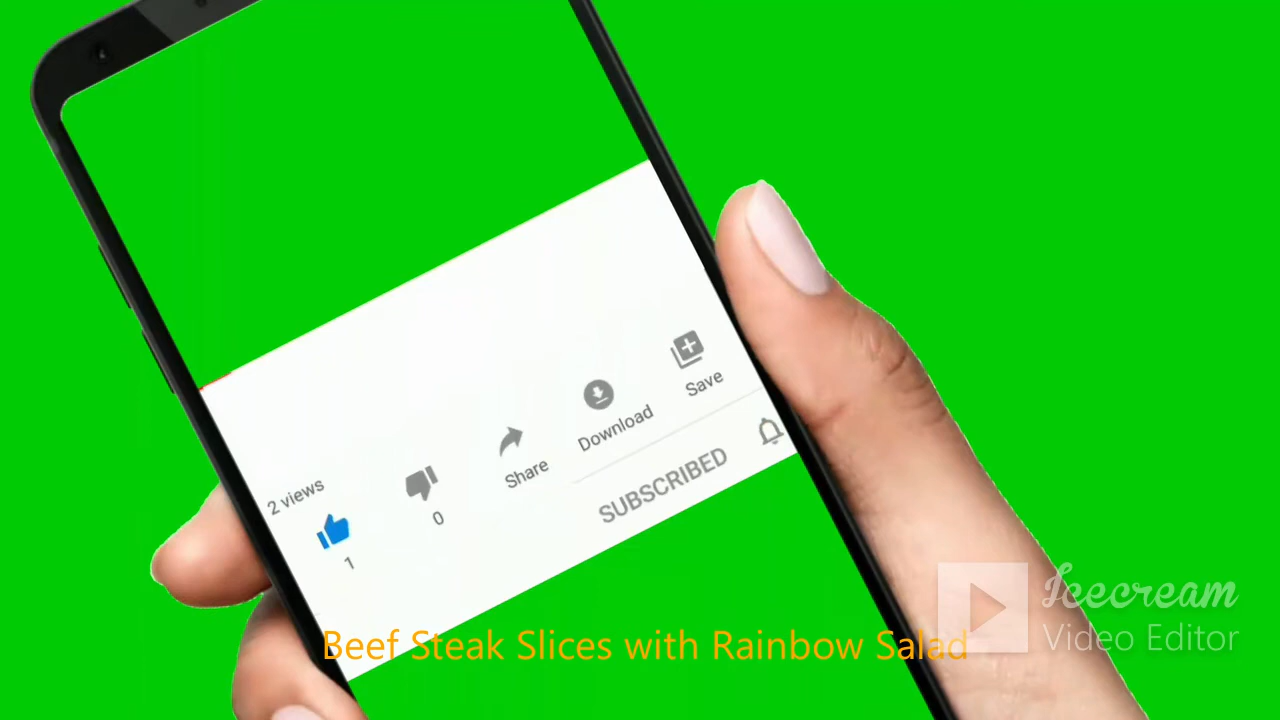 2 views
1
0
Share
Download
Save
SUBSCRIBED
Beef Steak Slices with Rainbow Salad
Icecream
Video Editor